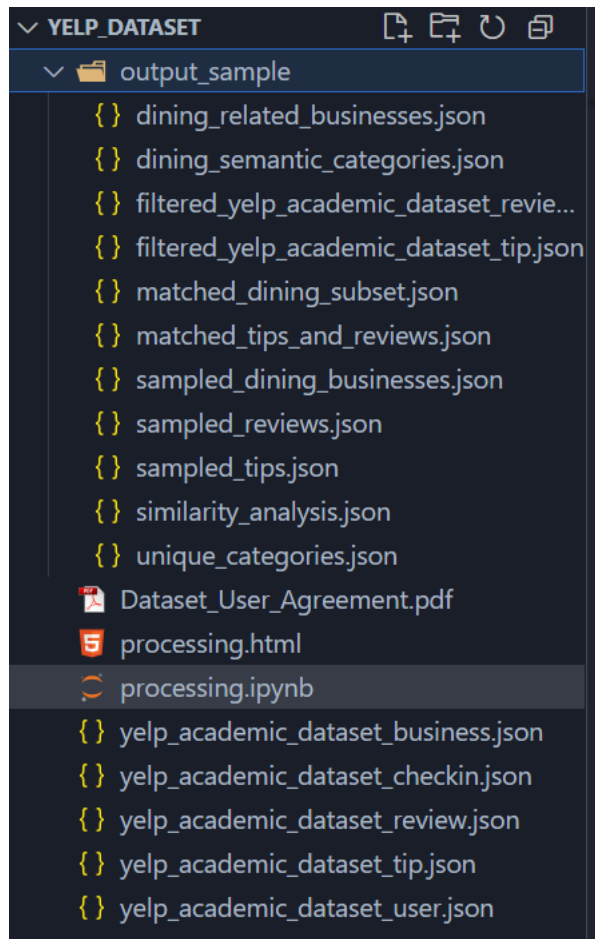 YELP_DATASET
output_sample
{ } dining_related_businesses.json
{ } dining_semantic_categories.json
{ } filtered_yelp_academic_dataset_revie...
{ } filtered_yelp_academic_dataset_tip.json
{ } matched_dining_subset.json
{ } matched_tips_and_reviews.json
{ } sampled_dining_businesses.json
{ } sampled_reviews.json
{ } sampled_tips.json
{ } similarity_analysis.json
{ } unique_categories.json
Dataset_User_Agreement.pdf
processing.html
processing.ipynb
{ } yelp_academic_dataset_business.json
{ } yelp_academic_dataset_checkin.json
{ } yelp_academic_dataset_review.json
{ } yelp_academic_dataset_tip.json
{ } yelp_academic_dataset_user.json